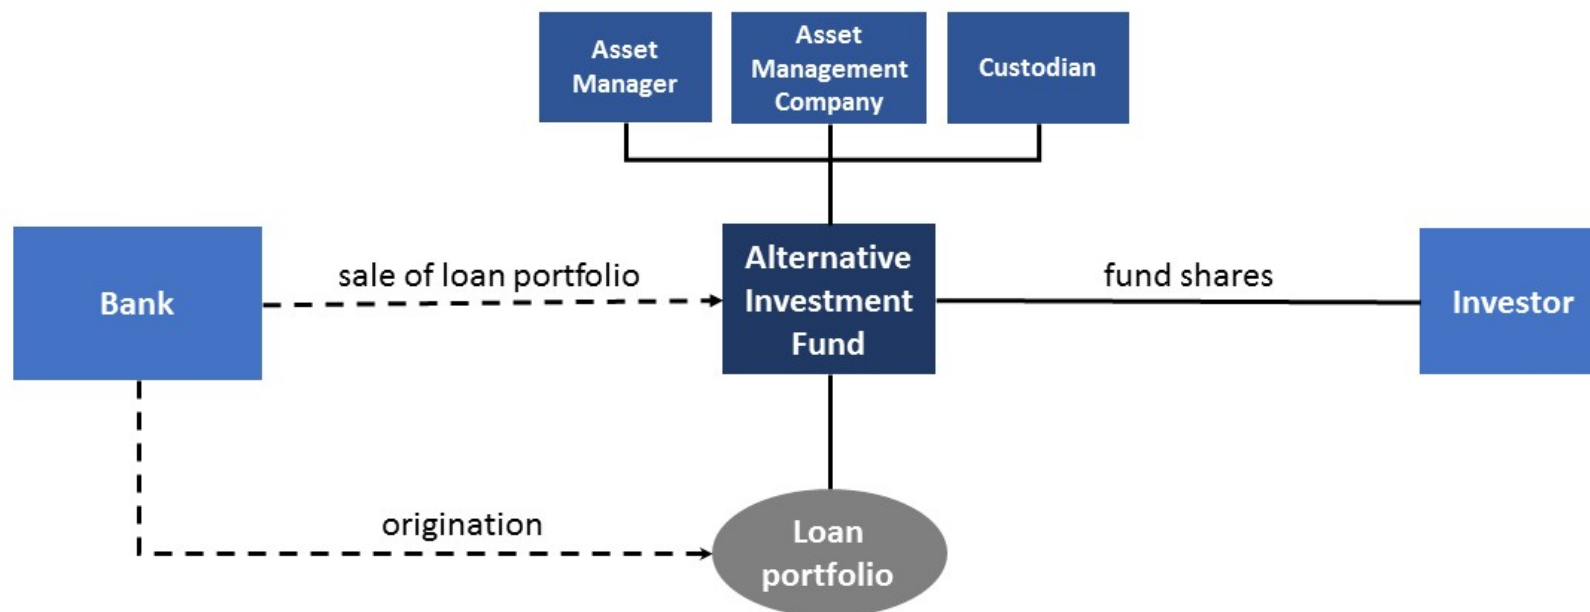 Asset
Manager
Asset
Management
Company
Custodian
Bank
sale of loan portfolio
Alternative
Investment
Fund
fund shares
Investor
origination
Loan
portfolio